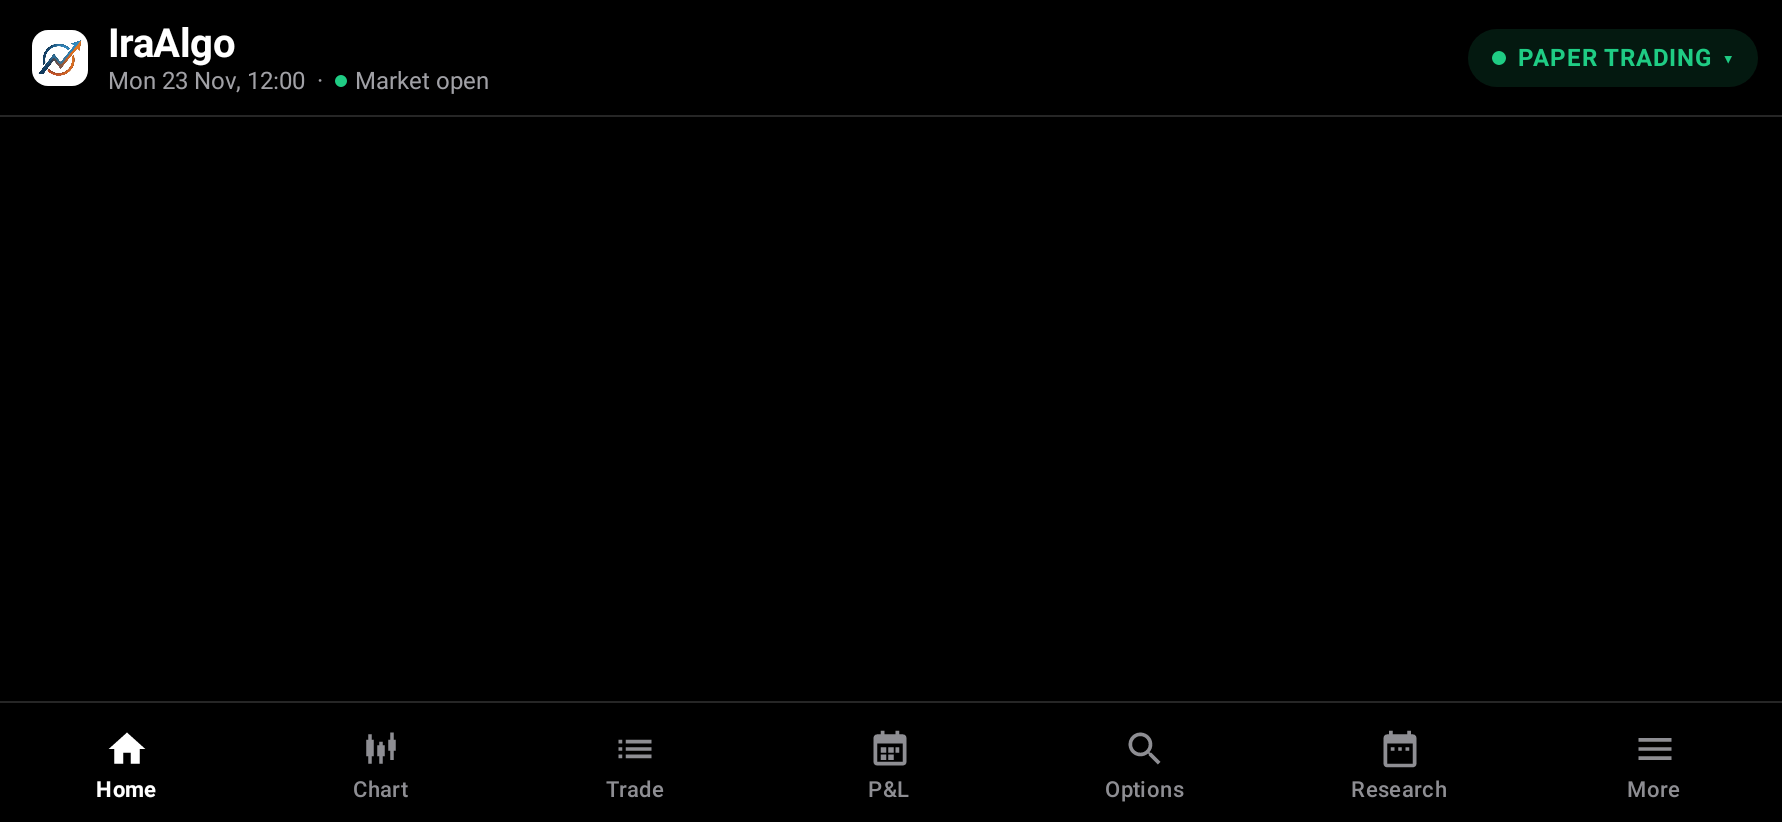 IraAlgo
Mon 23 Nov, 12:00 · Market open
PAPER TRADING ▾
Home
Chart
Trade
P&L
Options
Research
More